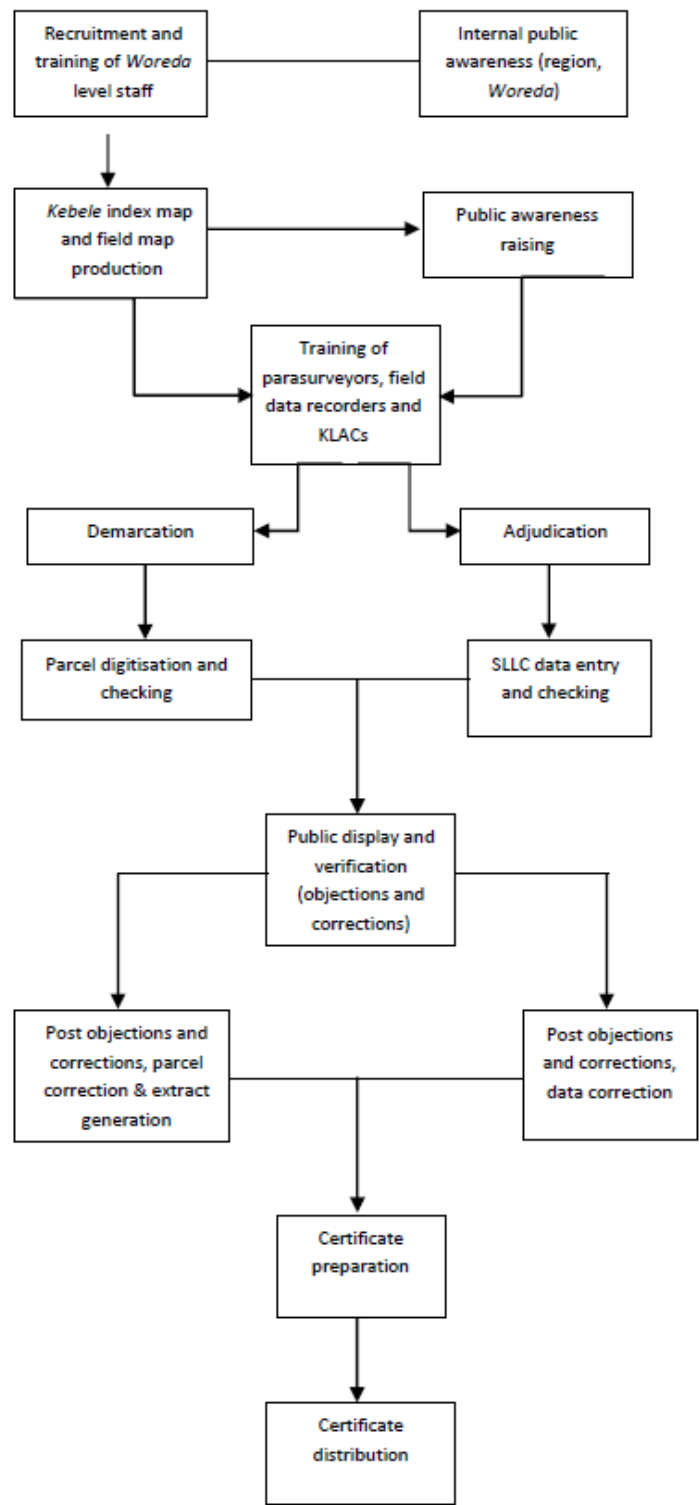 Recruitment and
training of Woreda
level staff
Internal public
awareness (region,
Woreda)
Kebele index map
and field map
production
Public awareness
raising
Training of
parasurveyors, field
data recorders and
KLACs
Demarcation
Adjudication
Parcel digitisation and
checking
SLLC data entry
and checking
Public display and
verification
(objections and
corrections)
Post objections and
corrections, parcel
correction & extract
generation
Post objections
and corrections,
data correction
Certificate
preparation
Certificate
distribution